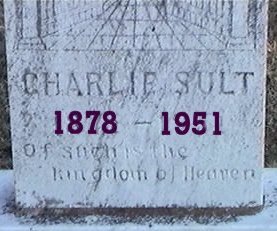 CHARLIE SULT
1878 - 1951
Of such is the
Kingdom of Heaven